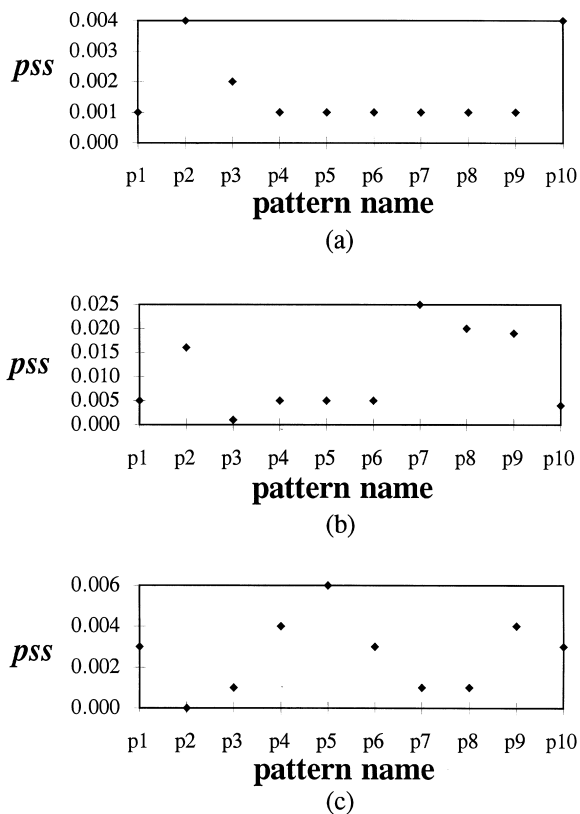 0.004
pss 0.003
0.002
0.001
0.000
p1 p2 p3 p4 p5 p6 p7 p8 p9 p10
pattern name
(a)
0.025
0.020
pss 0.015
0.010
0.005
0.000
p1 p2 p3 p4 p5 p6 p7 p8 p9 p10
pattern name
(b)
0.006
0.004
pss
0.002
0.000
p1 p2 p3 p4 p5 p6 p7 p8 p9 p10
pattern name
(c)